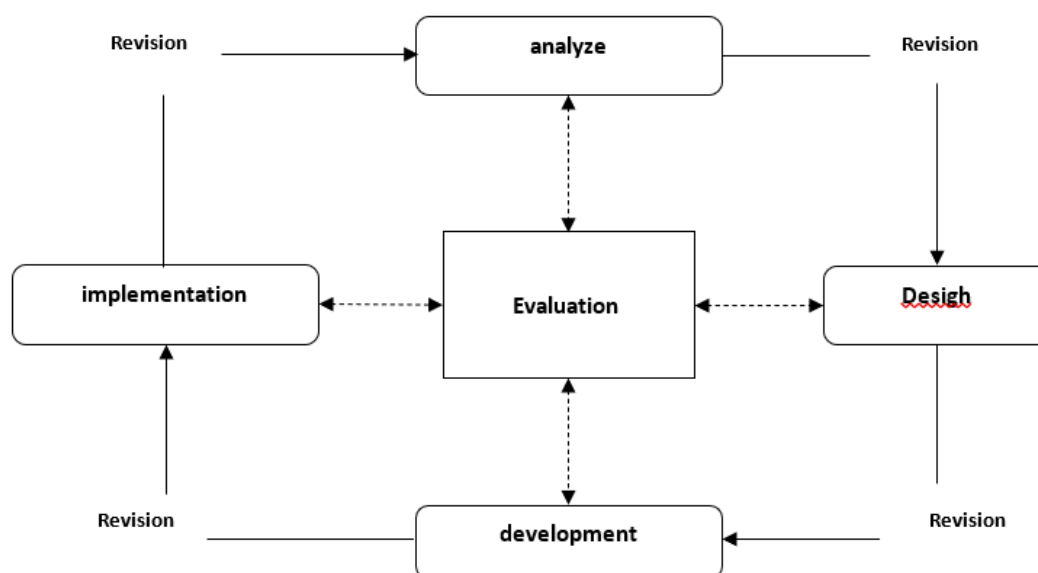 Revision
analyze
Revision
implementation
Evaluation
Desigh
Revision
development
Revision